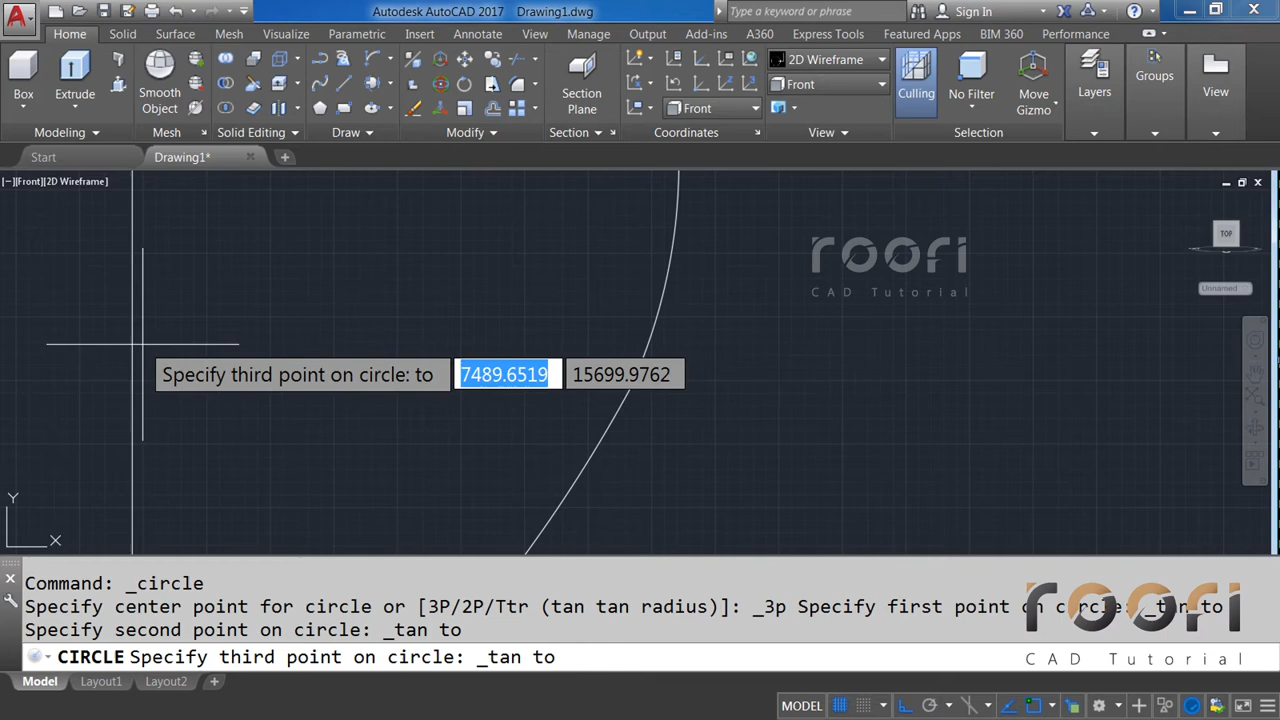 Autodesk AutoCAD 2017 Drawing1.dwg
Type a keyword or phrase
Sign In
Home Solid Surface Mesh Visualize Parametric Insert Annotate View Manage Output Add-ins A360 Express Tools Featured Apps BIM 360 Performance
Box
Extrude
Smooth Object
Section Plane
2D Wireframe
Front
Front
Culling
No Filter
Move Gizmo
Layers
Groups
View
Modeling
Mesh
Solid Editing
Draw
Modify
Section
Coordinates
View
Selection
Start
Drawing1*
[−][Front][2D Wireframe]
TOP
Unnamed
roofi
CAD Tutorial
Specify third point on circle: to 7489.6519 15699.9762
Y
X
Command: _circle
Specify center point for circle or [3P/2P/Ttr (tan tan radius)]: _3p Specify first point on circle: _tan to
Specify second point on circle: _tan to
CIRCLE Specify third point on circle: _tan to
roofi
CAD Tutorial
Model Layout1 Layout2
MODEL